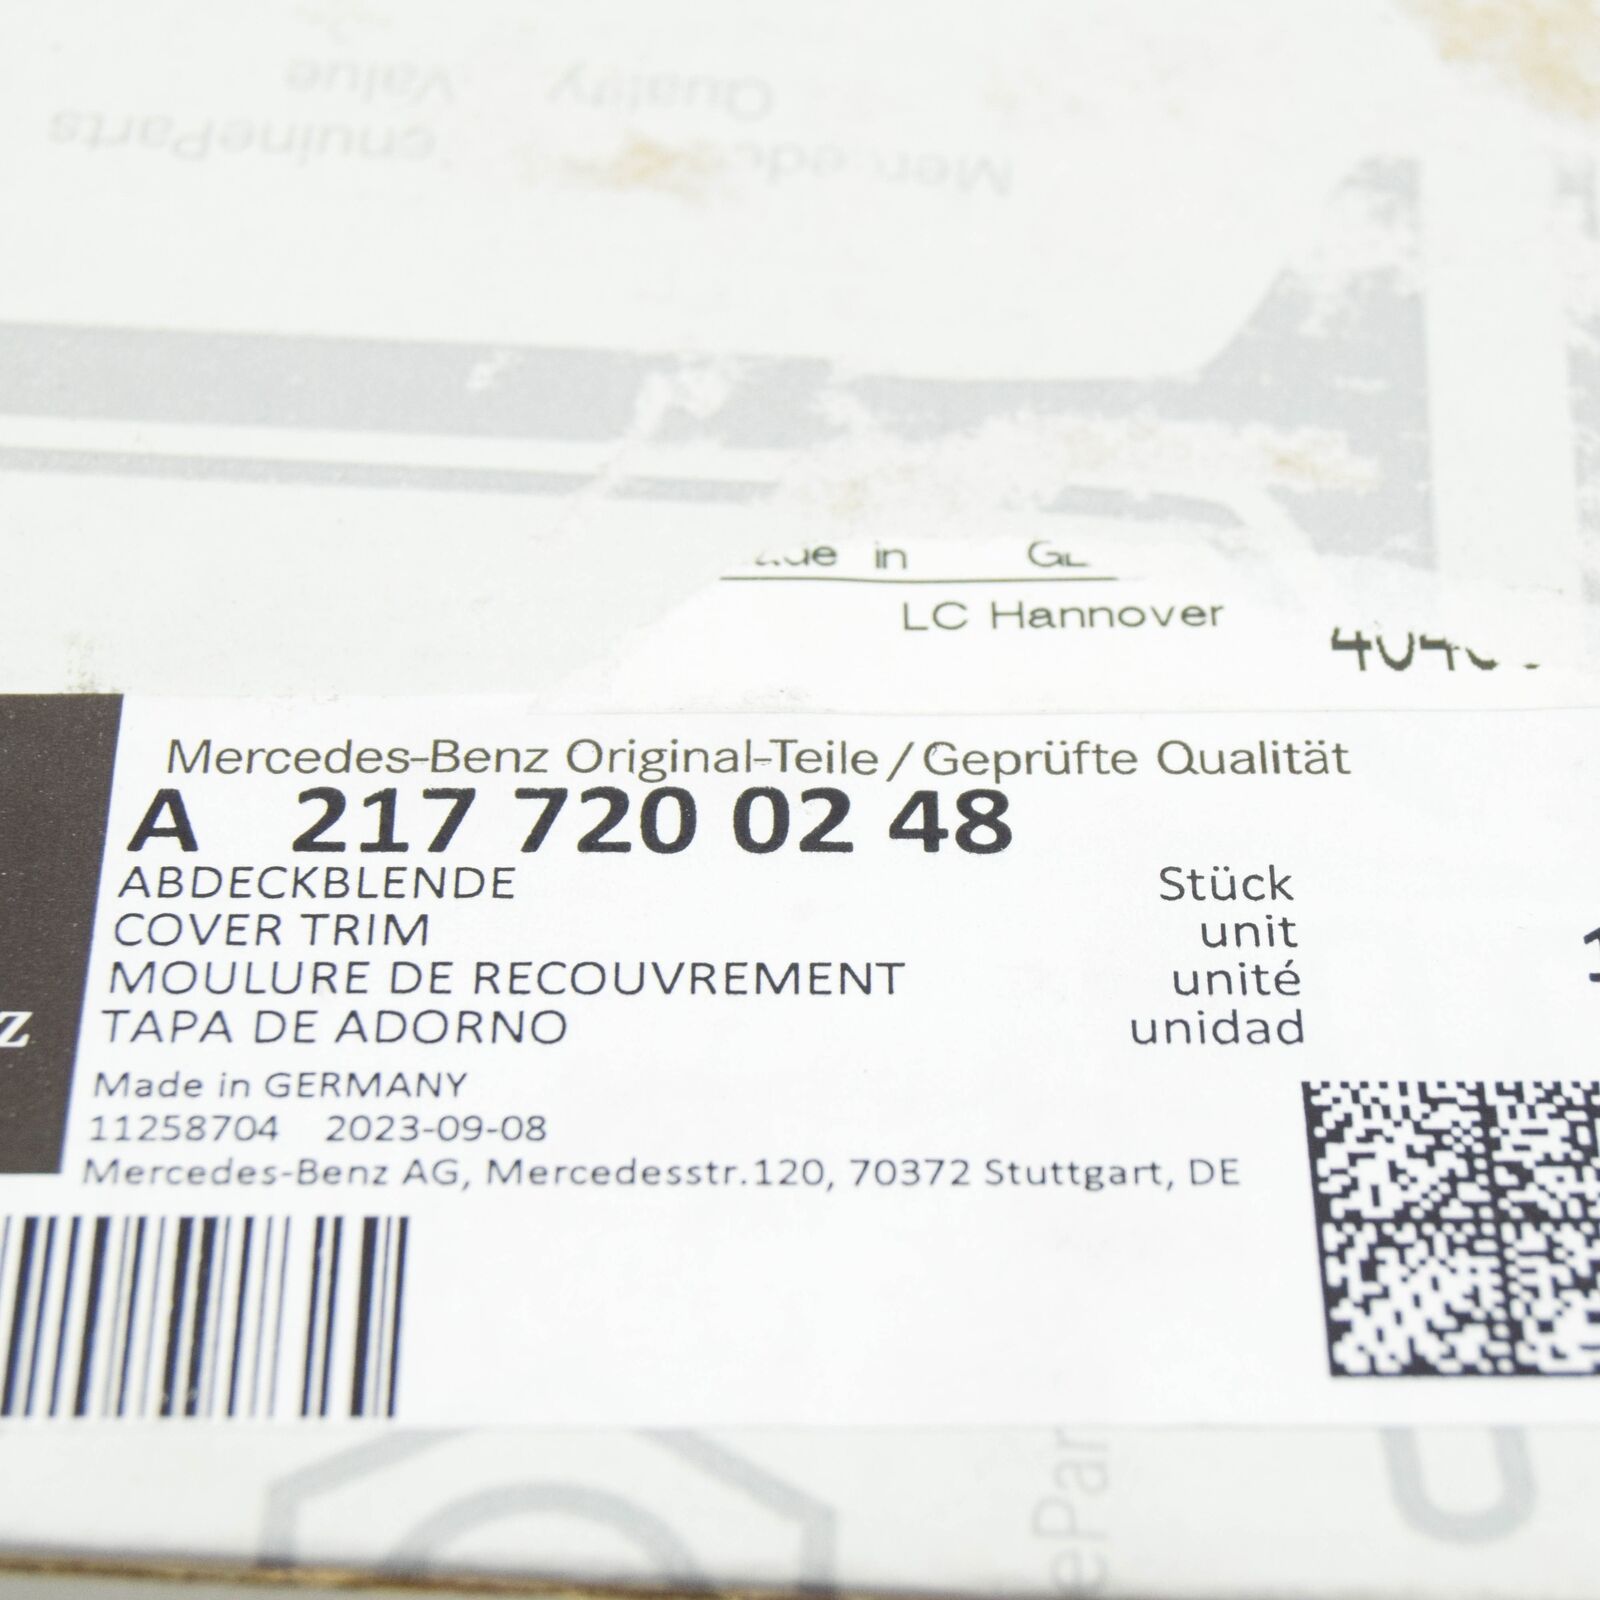 Value Quality
LC Hannover
Mercedes-Benz Original-Teile / Geprüfte Qualität
A 217 720 02 48
ABDECKBLENDE Stück
COVER TRIM unit
MOULURE DE RECOUVREMENT unité
TAPA DE ADORNO unidad
Made in GERMANY
11258704 2023-09-08
Mercedes-Benz AG, Mercedesstr.120, 70372 Stuttgart, DE